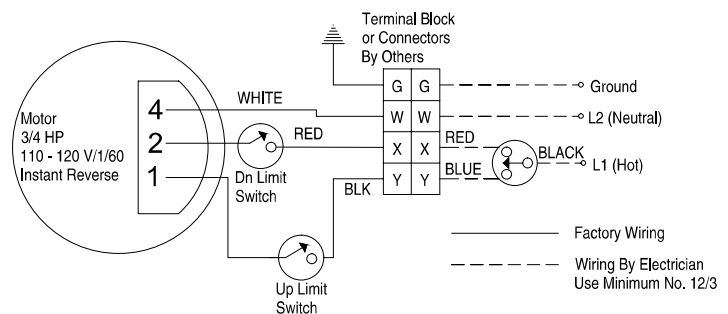 Terminal Block
or Connectors
By Others
G G
Ground
WHITE
4
W W
L2 (Neutral)
Motor
3/4 HP
110 - 120 V/1/60
Instant Reverse
2
RED
X X
RED
BLACK
L1 (Hot)
Dn Limit
Switch
1
BLK
Y Y
BLUE
Up Limit
Switch
Factory Wiring
Wiring By Electrician
Use Minimum No. 12/3